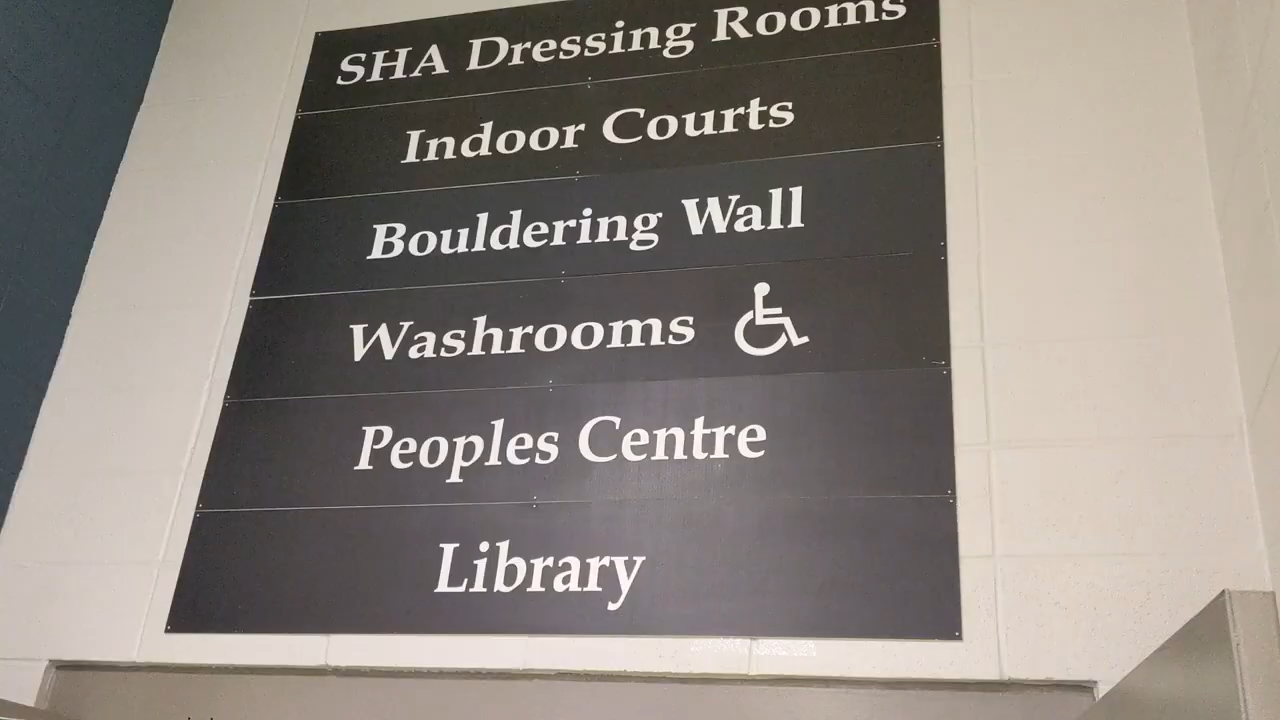 SHA Dressing Rooms
Indoor Courts
Bouldering Wall
Washrooms
Peoples Centre
Library